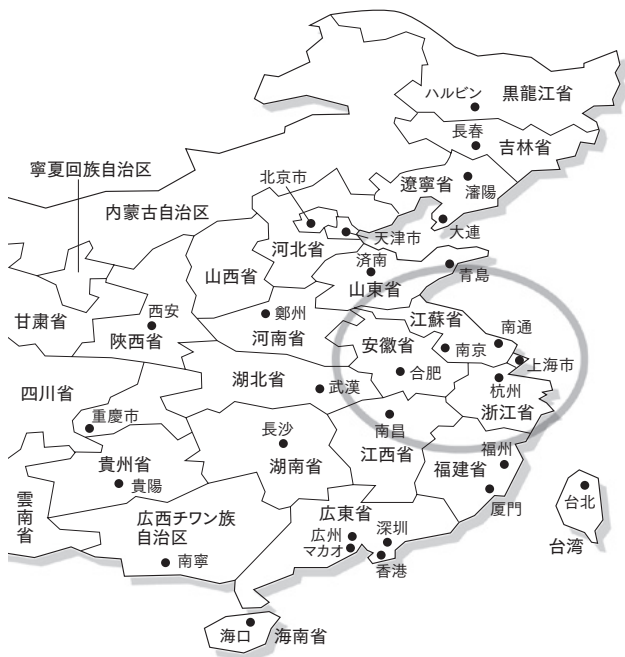 ハルビン
黒龍江省
長春
吉林省
寧夏回族自治区
北京市
遼寧省
瀋陽
内蒙古自治区
大連
天津市
河北省
済南
青島
山西省
山東省
甘粛省
西安
鄭州
江蘇省
南通
陝西省
河南省
安徽省
南京
上海市
合肥
杭州
四川省
湖北省
武漢
浙江省
重慶市
長沙
南昌
貴州省
湖南省
江西省
福州
福建省
貴陽
厦門
台北
雲南省
広西チワン族
自治区
広東省
深圳
広州
マカオ
香港
台湾
南寧
海口
海南省